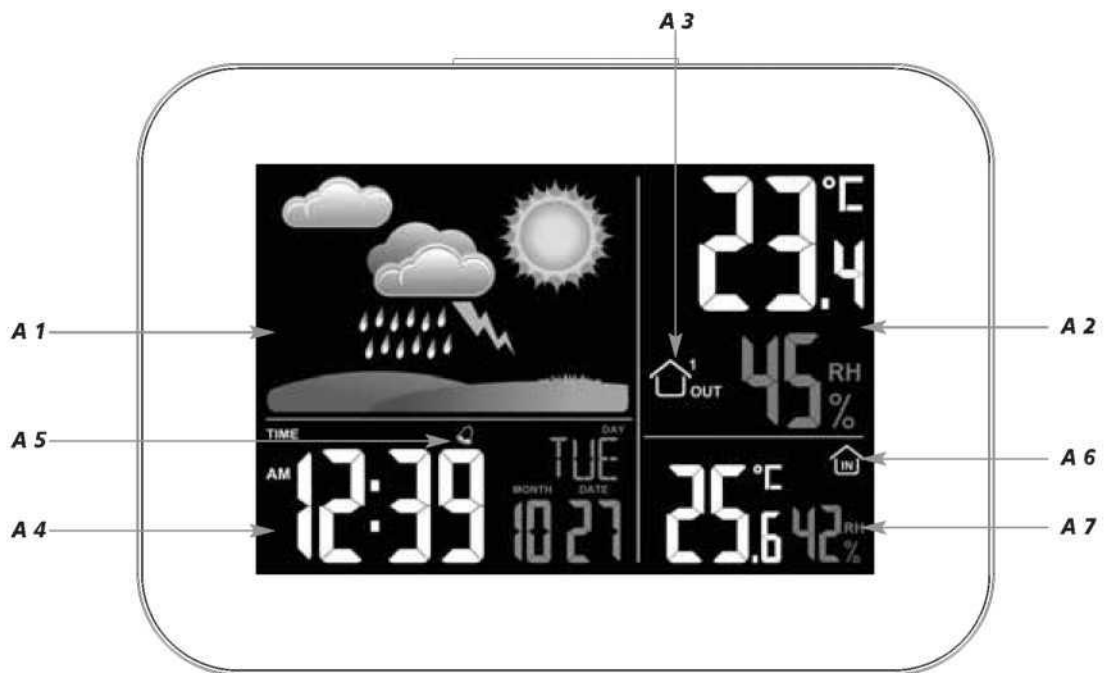 A 3
23.4 °C
A 1
A 2
1
OUT
45 RH %
TIME
DAY
A 5
TUE
IN
A 6
AM
MONTH DATE
12:39
10 27
25.6 °C
42 RH %
A 4
A 7